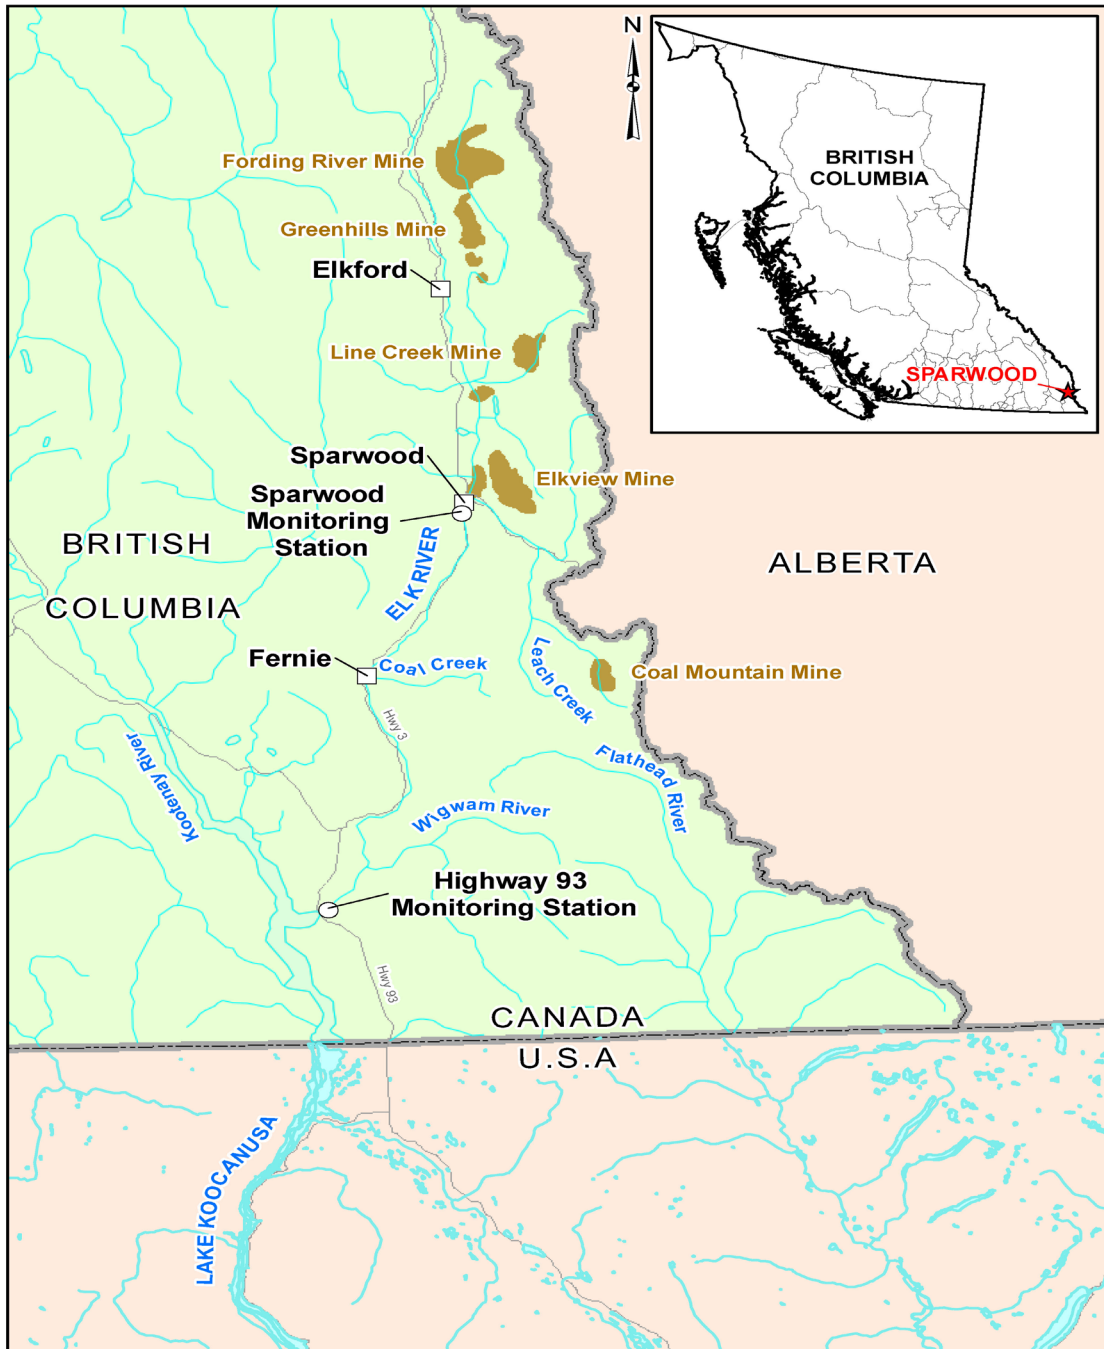 N
BRITISH
COLUMBIA
SPARWOOD
Fording River Mine
Greenhills Mine
Elkford
Line Creek Mine
Sparwood
Elkview Mine
Sparwood
Monitoring
Station
BRITISH
COLUMBIA
ELK RIVER
ALBERTA
Fernie
Coal Creek
Leach Creek
Coal Mountain Mine
Hwy 3
Kootenay River
Flathead River
Wigwam River
Highway 93
Monitoring Station
Hwy 93
CANADA
U.S.A
LAKE KOOCANUSA